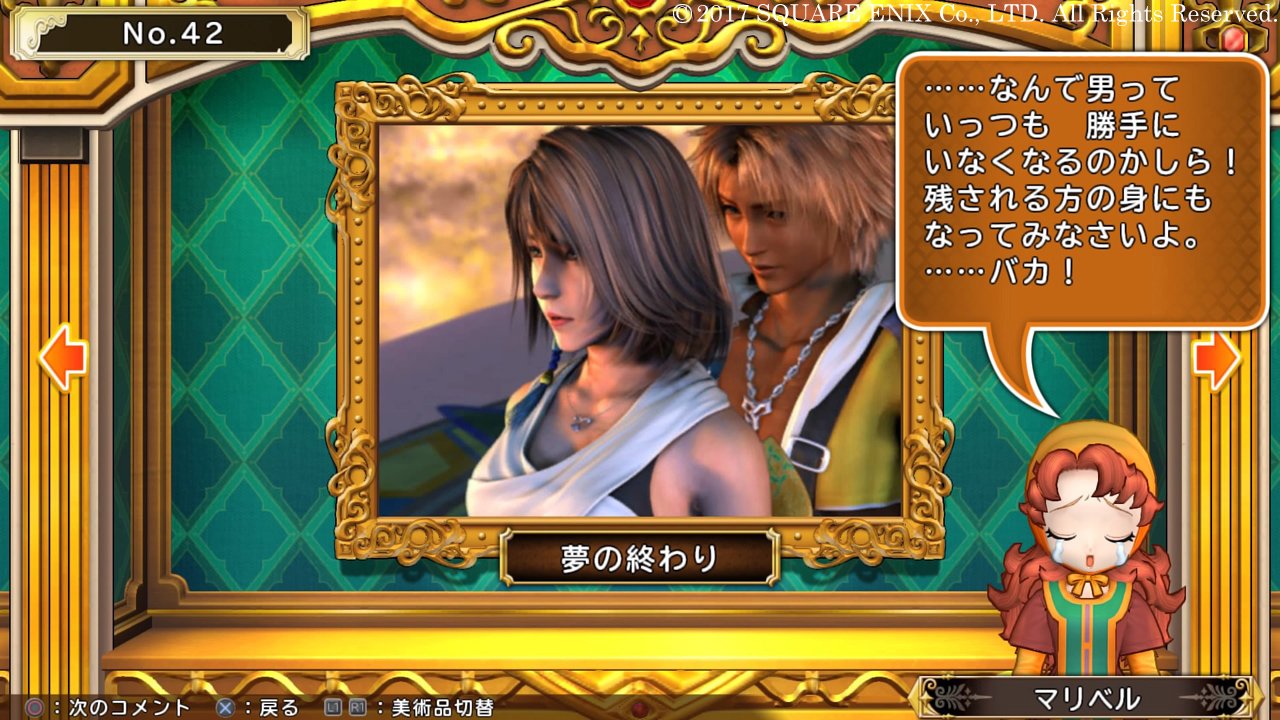 No.42
©2017 SQUARE ENIX Co., LTD. All Rights Reserved.
……なんで男って
いっつも　勝手に
いなくなるのかしら！
残される方の身にも
なってみなさいよ。
……バカ！
夢の終わり
マリベル
：次のコメント　：戻る　L1 R1：美術品切替